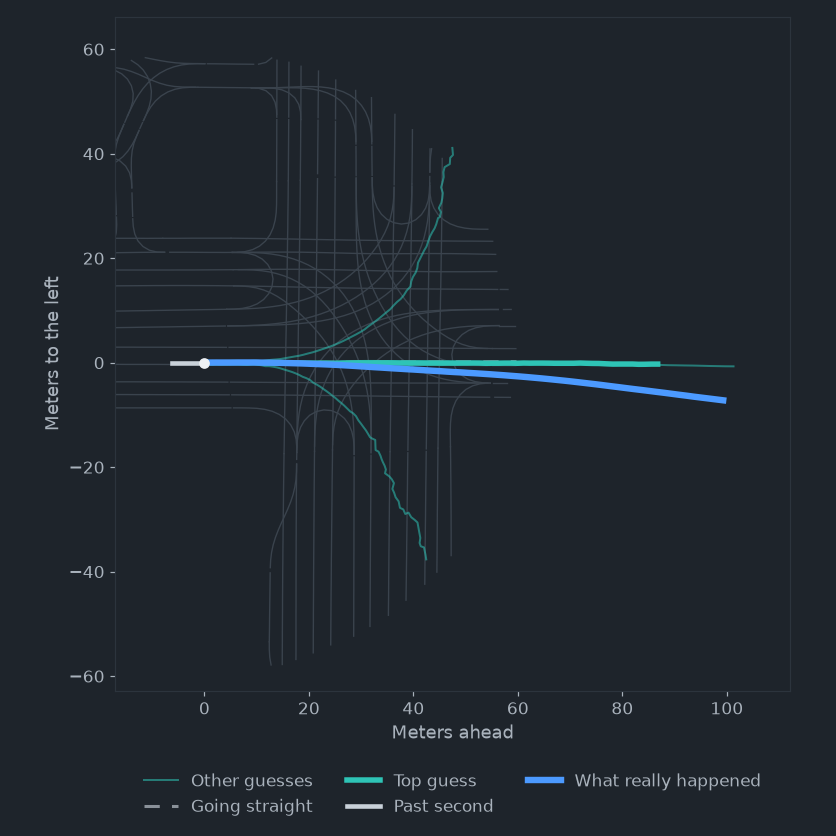 60
40
20
0
−20
−40
−60
Meters to the left
0 20 40 60 80 100
Meters ahead
Other guesses Top guess What really happened
Going straight Past second